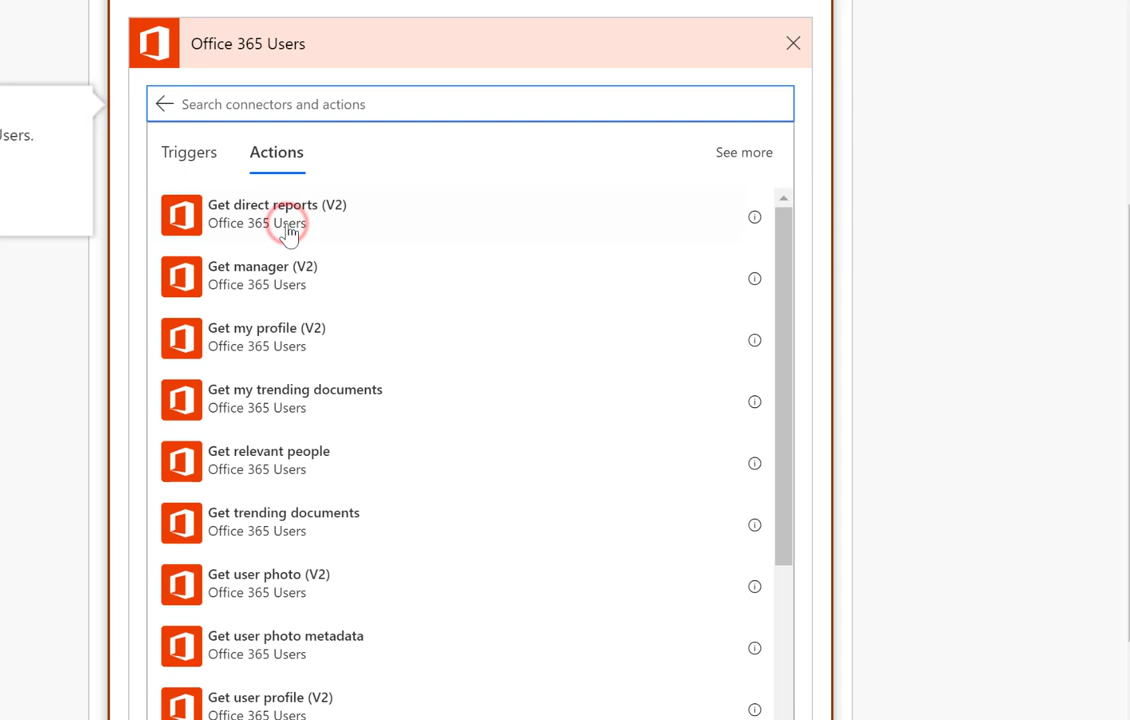 Office 365 Users
Search connectors and actions
Users.
Triggers
Actions
See more
Get direct reports (V2)
Office 365 Users
Get manager (V2)
Office 365 Users
Get my profile (V2)
Office 365 Users
Get my trending documents
Office 365 Users
Get relevant people
Office 365 Users
Get trending documents
Office 365 Users
Get user photo (V2)
Office 365 Users
Get user photo metadata
Office 365 Users
Get user profile (V2)
Office 365 Users